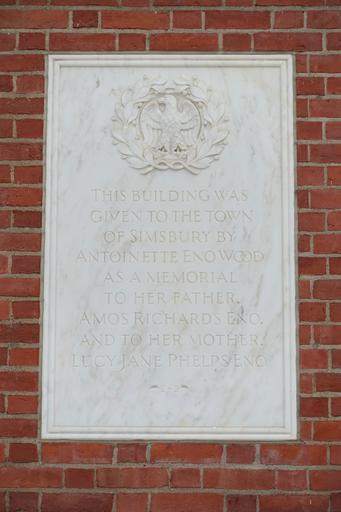 THIS BUILDING WAS
GIVEN TO THE TOWN
OF SIMSBURY BY
ANTOINETTE ENO WOOD
AS A MEMORIAL
TO HER FATHER,
AMOS RICHARDS ENO,
AND TO HER MOTHER,
LUCY JANE PHELPS ENO